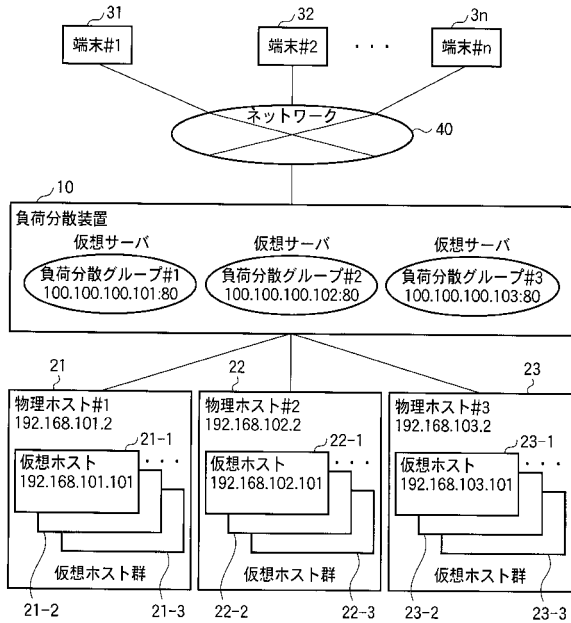 31
端末#1
32
端末#2
・・・
3n
端末#n
ネットワーク
40
10
負荷分散装置
仮想サーバ
負荷分散グループ#1
100.100.100.101:80
仮想サーバ
負荷分散グループ#2
100.100.100.102:80
仮想サーバ
負荷分散グループ#3
100.100.100.103:80
21
物理ホスト#1
192.168.101.2
21-1
仮想ホスト
192.168.101.101
・・・
仮想ホスト群
21-2
21-3
22
物理ホスト#2
192.168.102.2
22-1
仮想ホスト
192.168.102.101
・・・
仮想ホスト群
22-2
22-3
23
物理ホスト#3
192.168.103.2
23-1
仮想ホスト
192.168.103.101
・・・
仮想ホスト群
23-2
23-3